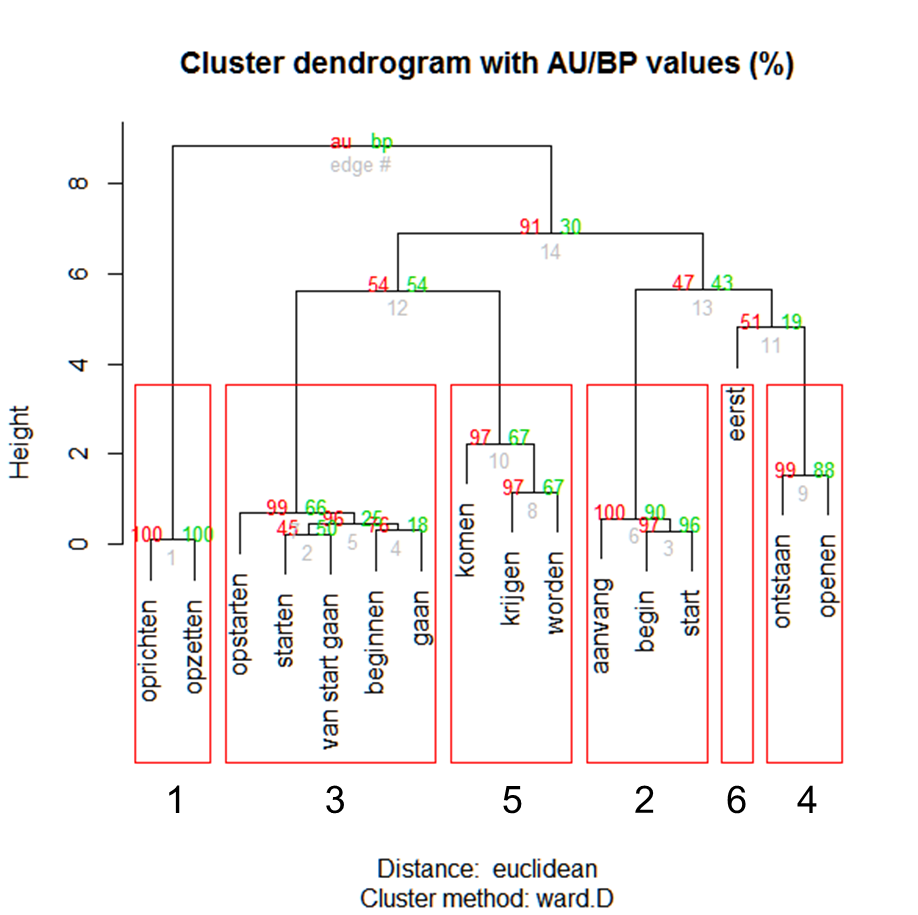 Cluster dendrogram with AU/BP values (%)
au bp
edge #
91 30
14
54 54
12
47 43
13
51 19
11
97 67
10
97 67
8
99 88
9
99 66
96 25
45 50
2
5
76 18
4
100 90
6
97 96
3
100 100
1
Height
0 2 4 6 8
oprichten
opzetten
opstarten
starten
van start gaan
beginnen
gaan
komen
krijgen
worden
aanvang
begin
start
eerst
ontstaan
openen
1 3 5 2 6 4
Distance: euclidean
Cluster method: ward.D